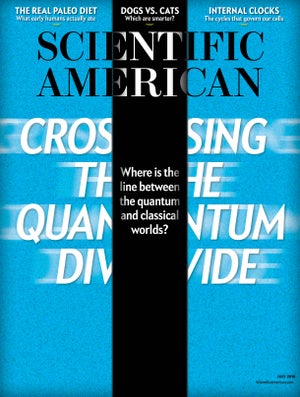 THE REAL PALEO DIET
What early humans actually ate
DOGS VS. CATS
Which are smarter?
INTERNAL CLOCKS
The cycles that govern our cells
SCIENTIFIC
AMERICAN
CROSSING
THE
QUANTUM
DIVIDE
Where is the
line between
the quantum
and classical
worlds?
ScientificAmerican.com